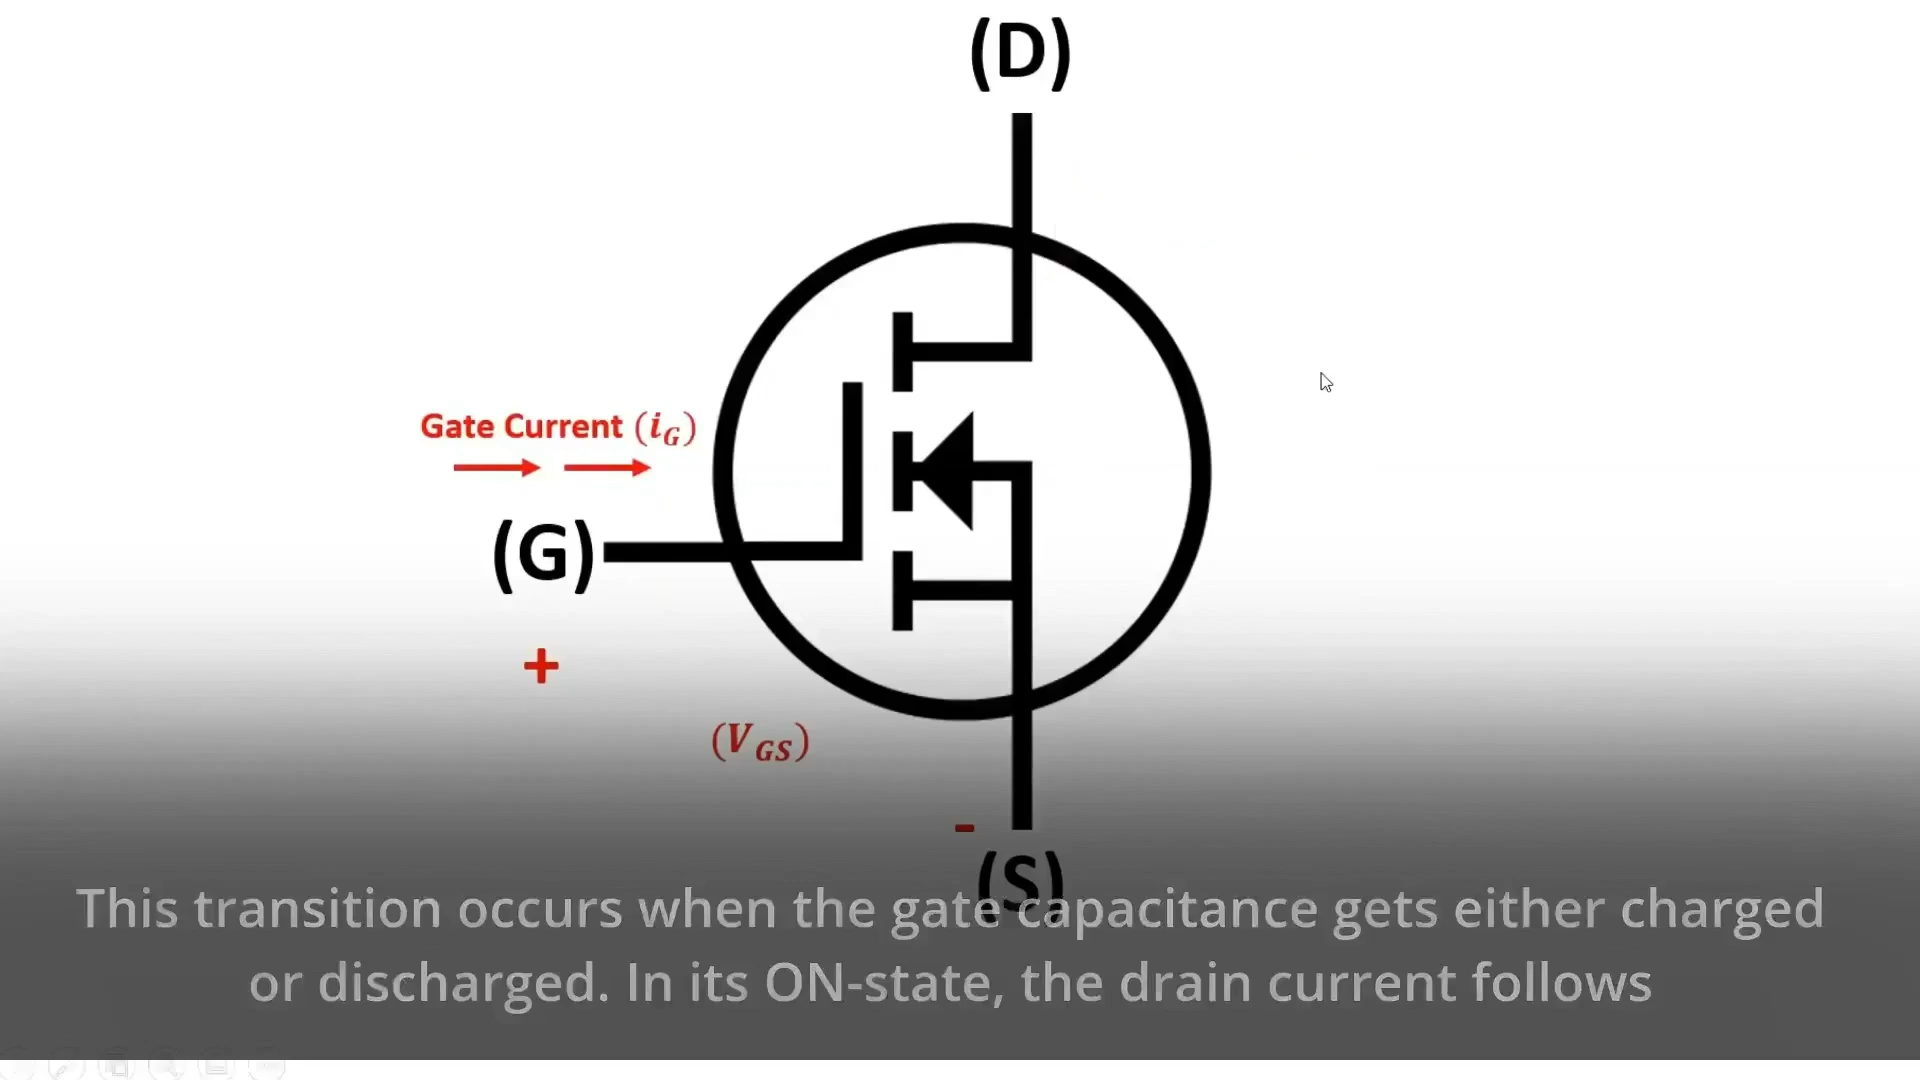 (D)
Gate Current (i_G)
(G)
+
(V_GS)
-
(S)
This transition occurs when the gate capacitance gets either charged
or discharged. In its ON-state, the drain current follows